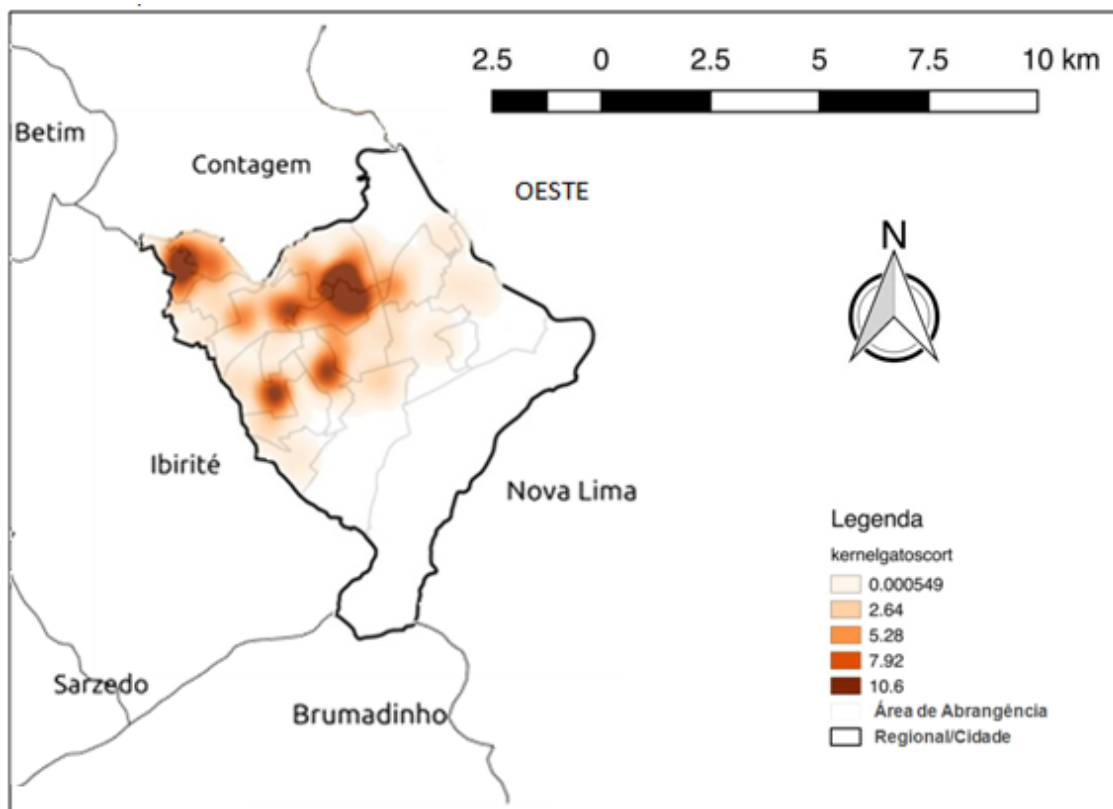 2.5 0 2.5 5 7.5 10 km
Betim
Contagem
OESTE
N
Ibirité
Nova Lima
Legenda
kernelgatoscort
0.000549
2.64
5.28
7.92
10.6
Área de Abrangência
Regional/Cidade
Sarzedo
Brumadinho